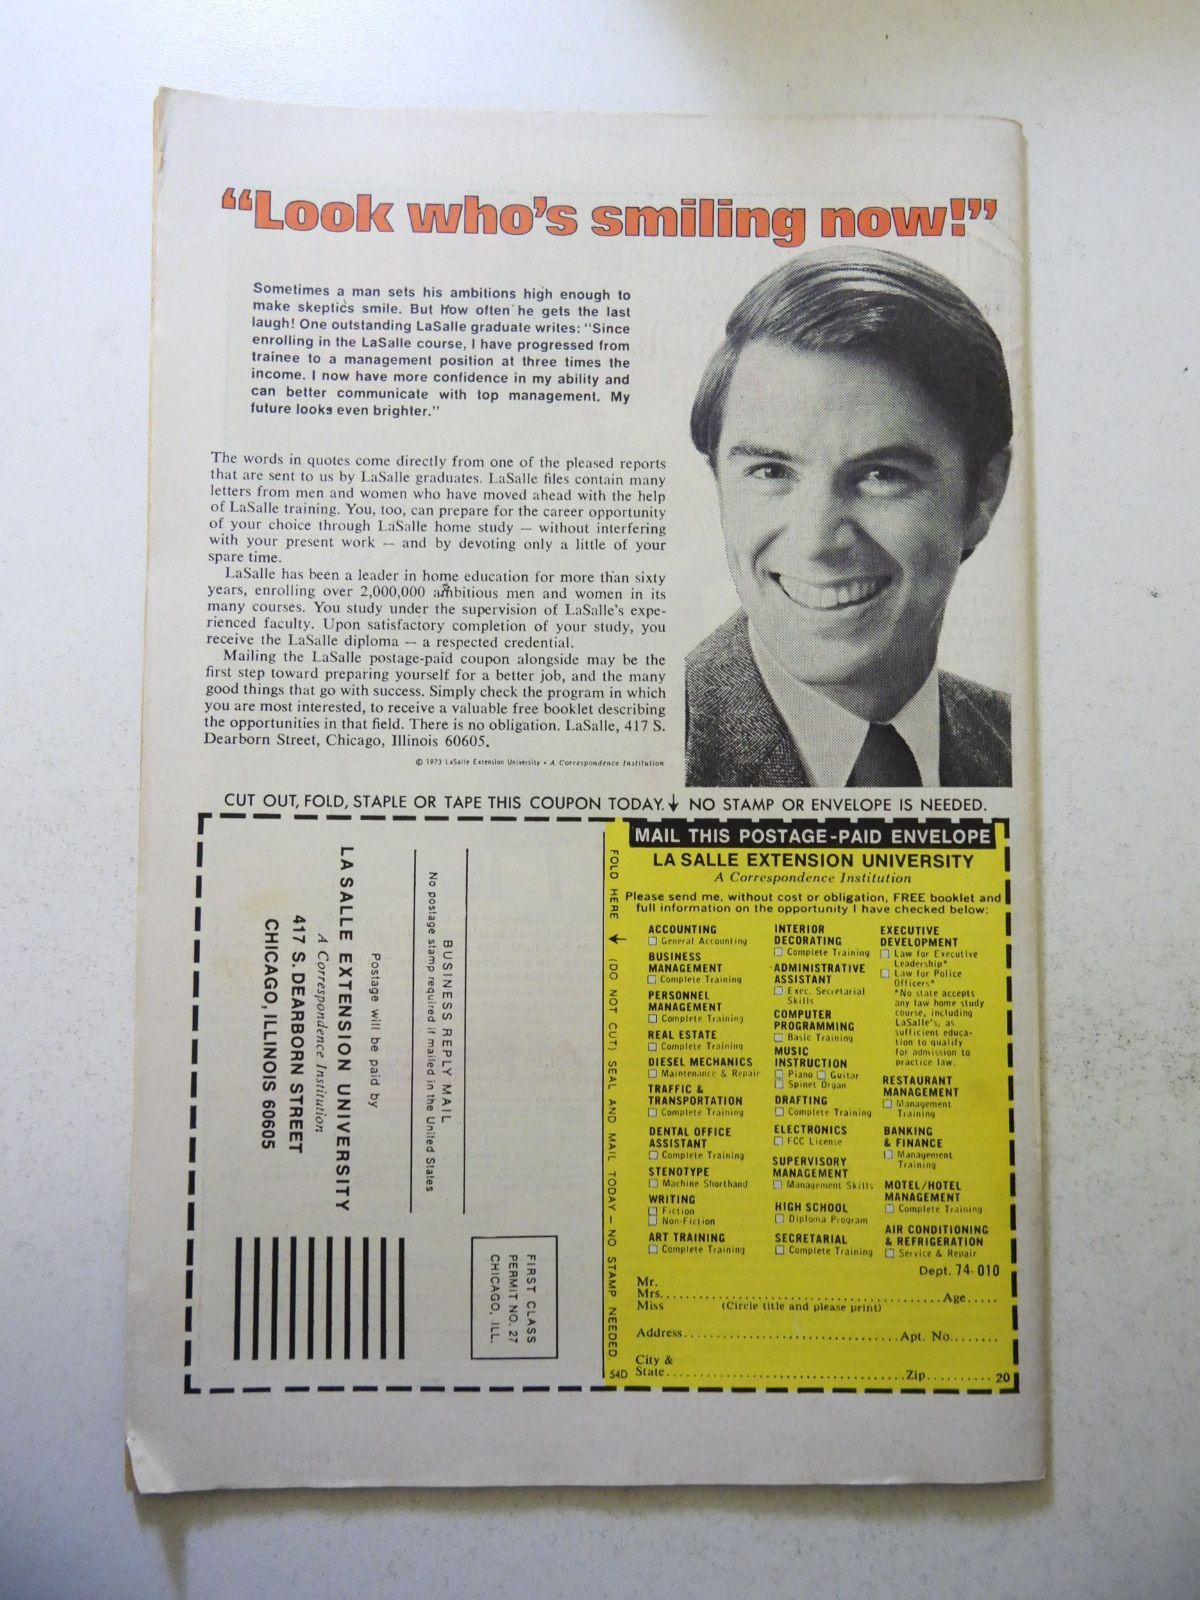 “Look who’s smiling now!”
Sometimes a man sets his ambitions high enough to
make skeptics smile. But how often he gets the last
laugh! One outstanding LaSalle graduate writes: “Since
enrolling in the LaSalle course, I have progressed from
trainee to a management position at three times the
income. I now have more confidence in my ability and
can better communicate with top management. My
future looks even brighter.”
The words in quotes come directly from one of the pleased reports
that are sent to us by LaSalle graduates. LaSalle files contain many
letters from men and women who have moved ahead with the help
of LaSalle training. You, too, can prepare for the career opportunity
of your choice through LaSalle home study — without interfering
with your present work — and by devoting only a little of your
spare time.
LaSalle has been a leader in home education for more than sixty
years, enrolling over 2,000,000 ambitious men and women in its
many courses. You study under the supervision of LaSalle's expe-
rienced faculty. Upon satisfactory completion of your study, you
receive the LaSalle diploma — a respected credential.
Mailing the LaSalle postage-paid coupon alongside may be the
first step toward preparing yourself for a better job, and the many
good things that go with success. Simply check the program in which
you are most interested, to receive a valuable free booklet describing
the opportunities in that field. There is no obligation. LaSalle, 417 S.
Dearborn Street, Chicago, Illinois 60605.
© 1973 LaSalle Extension University • A Correspondence Institution
CUT OUT, FOLD, STAPLE OR TAPE THIS COUPON TODAY. ↓ NO STAMP OR ENVELOPE IS NEEDED.
FIRST CLASS
PERMIT NO. 27
CHICAGO, ILL.
BUSINESS REPLY MAIL
No postage stamp required if mailed in the United States
Postage will be paid by
LA SALLE EXTENSION UNIVERSITY
A Correspondence Institution
417 S. DEARBORN STREET
CHICAGO, ILLINOIS 60605
FOLD HERE → (DO NOT CUT) SEAL AND MAIL TODAY – NO STAMP NEEDED
MAIL THIS POSTAGE-PAID ENVELOPE
LA SALLE EXTENSION UNIVERSITY
A Correspondence Institution
Please send me, without cost or obligation, FREE booklet and
full information on the opportunity I have checked below:
ACCOUNTING
☐ General Accounting
BUSINESS
MANAGEMENT
☐ Complete Training
PERSONNEL
MANAGEMENT
☐ Complete Training
REAL ESTATE
☐ Complete Training
DIESEL MECHANICS
☐ Maintenance & Repair
TRAFFIC &
TRANSPORTATION
☐ Complete Training
DENTAL OFFICE
ASSISTANT
☐ Complete Training
STENOTYPE
☐ Machine Shorthand
WRITING
☐ Fiction
☐ Non-Fiction
ART TRAINING
☐ Complete Training
INTERIOR
DECORATING
☐ Complete Training
ADMINISTRATIVE
ASSISTANT
☐ Exec. Secretarial
Skills
COMPUTER
PROGRAMMING
☐ Basic Training
MUSIC
INSTRUCTION
☐ Piano ☐ Guitar
☐ Spinet Organ
DRAFTING
☐ Complete Training
ELECTRONICS
☐ FCC License
SUPERVISORY
MANAGEMENT
☐ Management Skills
HIGH SCHOOL
☐ Diploma Program
SECRETARIAL
☐ Complete Training
EXECUTIVE
DEVELOPMENT
☐ Law for Executive
Leadership*
☐ Law for Police
Officers*
*No state accepts
any law home study
course, including
LaSalle's, as
sufficient educa-
tion to qualify
for admission to
practice law.
RESTAURANT
MANAGEMENT
☐ Management
Training
BANKING
& FINANCE
☐ Management
Training
MOTEL/HOTEL
MANAGEMENT
☐ Complete Training
AIR CONDITIONING
& REFRIGERATION
☐ Service & Repair
Dept. 74-010
Mr.
Mrs. Age
Miss (Circle title and please print)
Address Apt. No.
City &
State Zip 20
54D